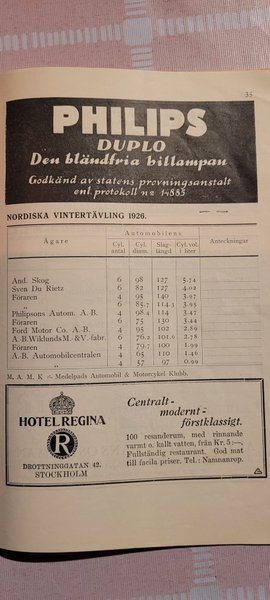 35
PHILIPS
DUPLO
Den bländfria billampan
Godkänd av statens provningsanstalt
enl. protokoll nr 14885
NORDISKA VINTERTÄVLING 1926.
Ägare Automobilens Anteckningar
Cyl. antal Cyl. diam. Slag- längd Cyl. vol. i liter
And. Skog 6 98 127 5.74
Sven Du Rietz 6 82 127 4.02
Föraren 4 95 140 3.97
„ 6 85.7 114.3 3.95
Philipsons Autom. A. B. 4 98.4 114 3.47
Föraren 6 75 130 3.44
Ford Motor Co. A.-B. 4 95 102 2.89
A.-B. Wiklunds M.- & V.-fabr. 6 76.2 101.6 2.78
Föraren 4 79.7 100 1.99
A.-B. Automobilcentralen 4 65 110 1.46
„ 4 57 97 0.99
M. A. M. K = Medelpads Automobil & Motorcykel Klubb.
HOTEL REGINA
R
DROTTNINGGATAN 42.
STOCKHOLM
Centralt-
modernt-
förstklassigt.
100 resanderum, med rinnande
varmt o. kallt vatten, från Kr. 5:—,
Fullständig restaurant. God mat
till facila priser. Tel.: Namnanrop.